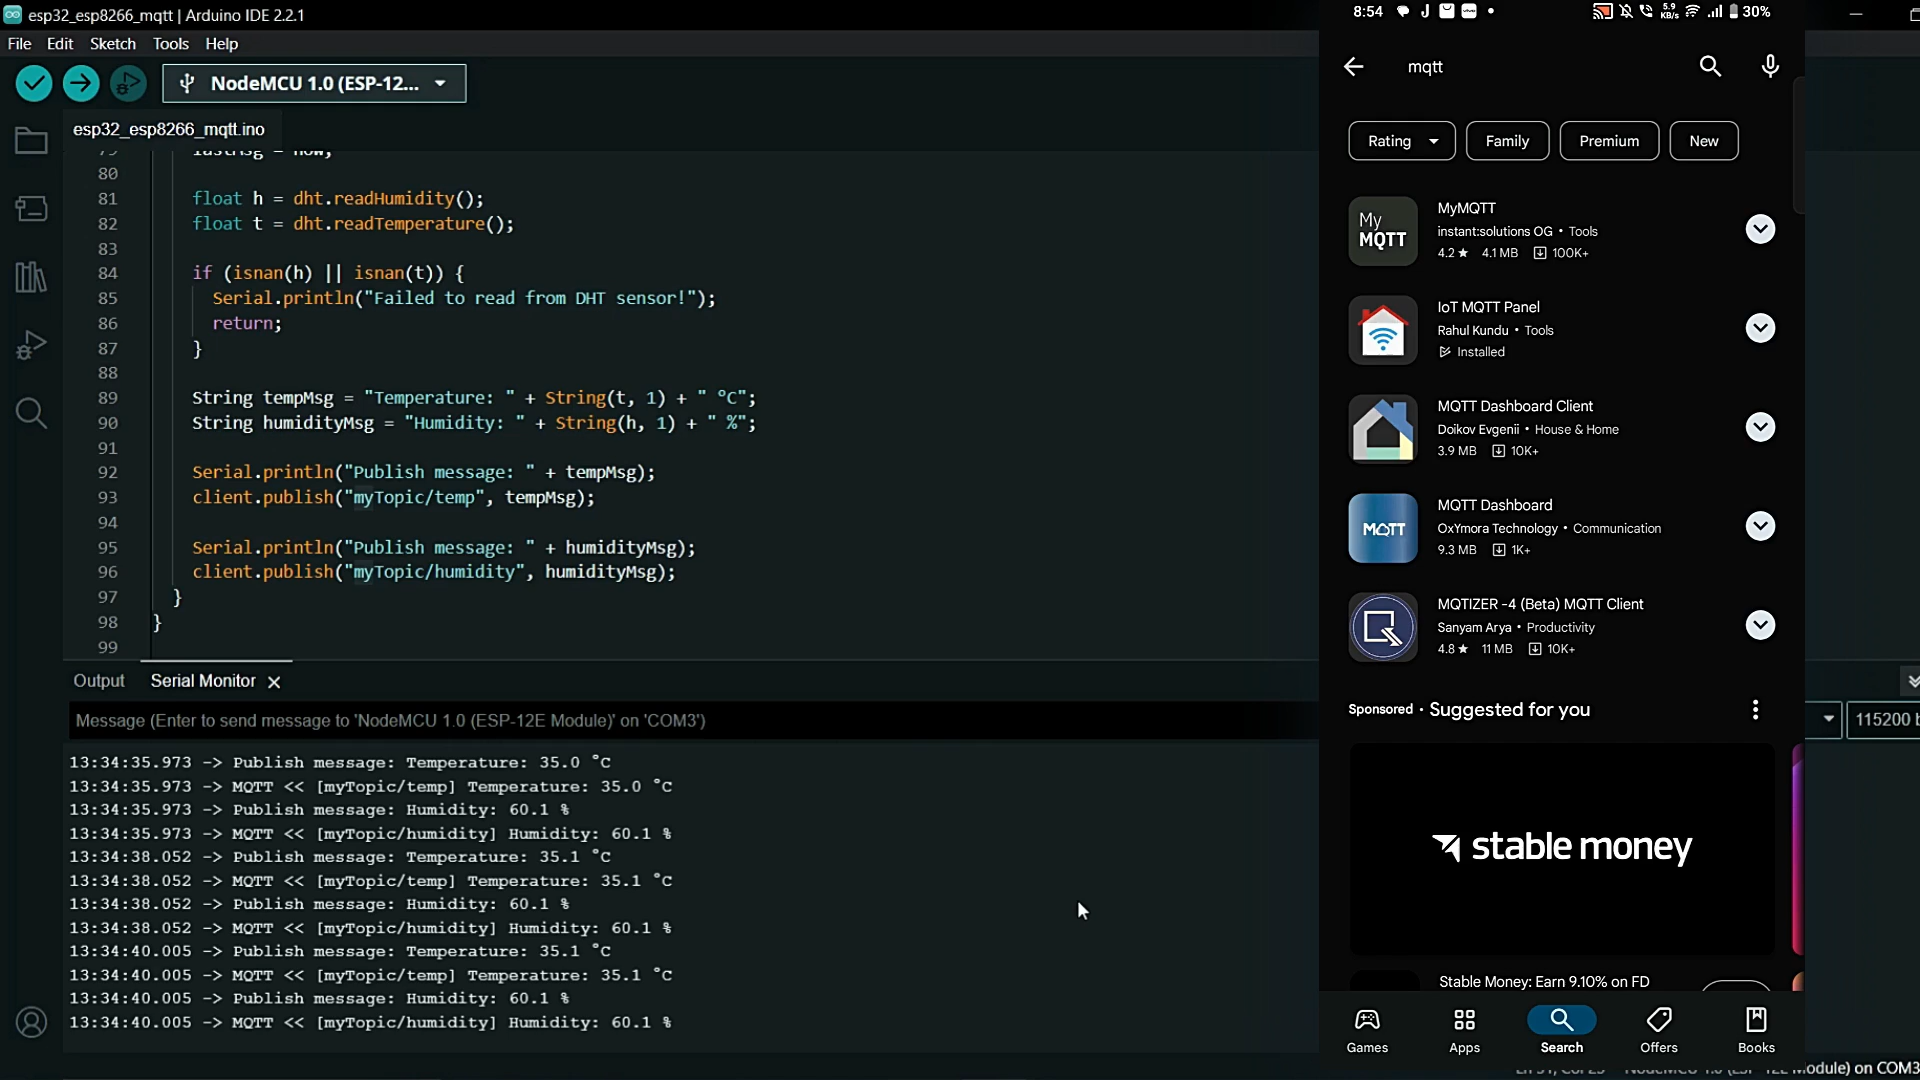 esp32_esp8266_mqtt | Arduino IDE 2.2.1
File Edit Sketch Tools Help
NodeMCU 1.0 (ESP-12...
esp32_esp8266_mqtt.ino
79 lastMsg = now;
80
81 float h = dht.readHumidity();
82 float t = dht.readTemperature();
83
84 if (isnan(h) || isnan(t)) {
85 Serial.println("Failed to read from DHT sensor!");
86 return;
87 }
88
89 String tempMsg = "Temperature: " + String(t, 1) + " °C";
90 String humidityMsg = "Humidity: " + String(h, 1) + " %";
91
92 Serial.println("Publish message: " + tempMsg);
93 client.publish("myTopic/temp", tempMsg);
94
95 Serial.println("Publish message: " + humidityMsg);
96 client.publish("myTopic/humidity", humidityMsg);
97 }
98 }
99
Output Serial Monitor
Message (Enter to send message to 'NodeMCU 1.0 (ESP-12E Module)' on 'COM3')
115200 b
13:34:35.973 -> Publish message: Temperature: 35.0 °C
13:34:35.973 -> MQTT << [myTopic/temp] Temperature: 35.0 °C
13:34:35.973 -> Publish message: Humidity: 60.1 %
13:34:35.973 -> MQTT << [myTopic/humidity] Humidity: 60.1 %
13:34:38.052 -> Publish message: Temperature: 35.1 °C
13:34:38.052 -> MQTT << [myTopic/temp] Temperature: 35.1 °C
13:34:38.052 -> Publish message: Humidity: 60.1 %
13:34:38.052 -> MQTT << [myTopic/humidity] Humidity: 60.1 %
13:34:40.005 -> Publish message: Temperature: 35.1 °C
13:34:40.005 -> MQTT << [myTopic/temp] Temperature: 35.1 °C
13:34:40.005 -> Publish message: Humidity: 60.1 %
13:34:40.005 -> MQTT << [myTopic/humidity] Humidity: 60.1 %
8:54 J 5.9 KB/s 30%
mqtt
Rating Family Premium New
My MQTT
MyMQTT
instant:solutions OG • Tools
4.2★ 4.1 MB 100K+
IoT MQTT Panel
Rahul Kundu • Tools
Installed
MQTT Dashboard Client
Doikov Evgenii • House & Home
3.9 MB 10K+
MQTT
MQTT Dashboard
OxYmora Technology • Communication
9.3 MB 1K+
MQTIZER -4 (Beta) MQTT Client
Sanyam Arya • Productivity
4.8★ 11 MB 10K+
Sponsored · Suggested for you
stable money
Stable Money: Earn 9.10% on FD
Games Apps Search Offers Books
odule) on COM3